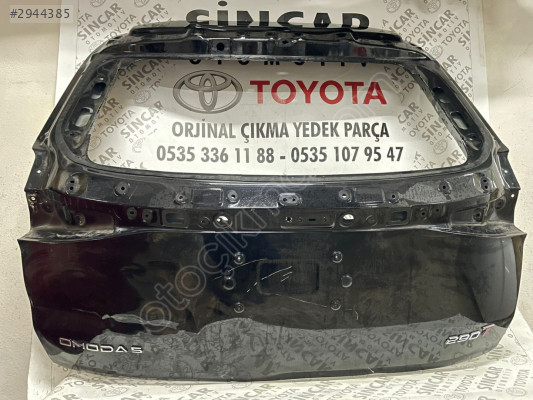 #2944385
SİNCAR
OTOMOTİV
TOYOTA
ORJİNAL ÇIKMA YEDEK PARÇA
0535 336 11 88 - 0535 107 95 47
OMODA 5
290T